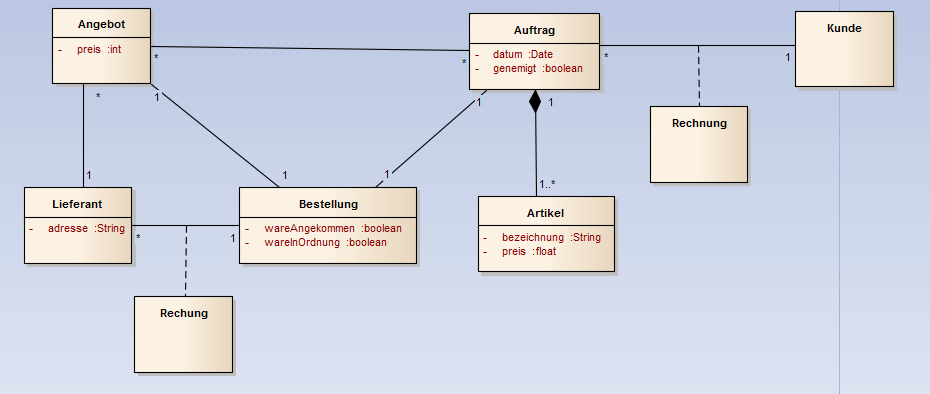 Angebot
- preis :int
Auftrag
- datum :Date
- genemigt :boolean
Kunde
*
*
*
1
Rechnung
*
1
1
1
1
1
1
1..*
Lieferant
- adresse :String
Bestellung
- wareAngekommen :boolean
- wareInOrdnung :boolean
Artikel
- bezeichnung :String
- preis :float
*
1
Rechung